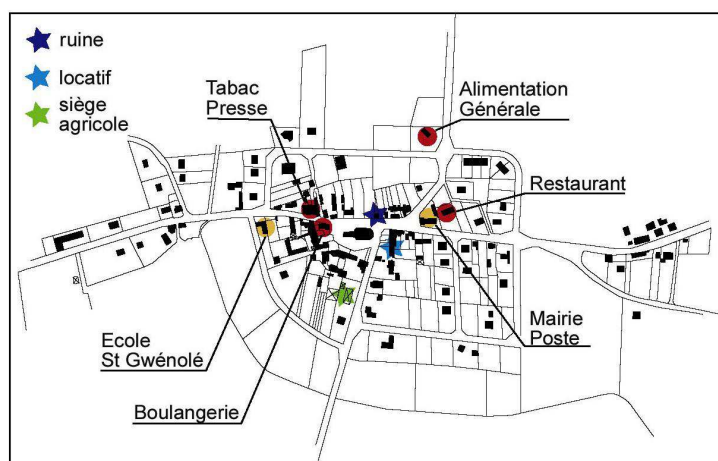 ruine
locatif
siège
agricole
Tabac
Presse
Alimentation
Générale
Restaurant
Mairie
Poste
Ecole
St Gwénolé
Boulangerie